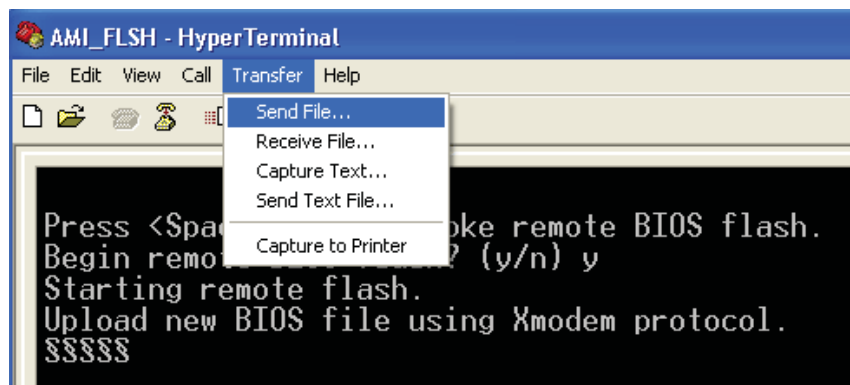 AMI_FLSH - HyperTerminal
File Edit View Call Transfer Help
Send File...
Receive File...
Capture Text...
Send Text File...
Capture to Printer
Press <Spa oke remote BIOS flash.
Begin remo ? (y/n) y
Starting remote flash.
Upload new BIOS file using Xmodem protocol.
§§§§§